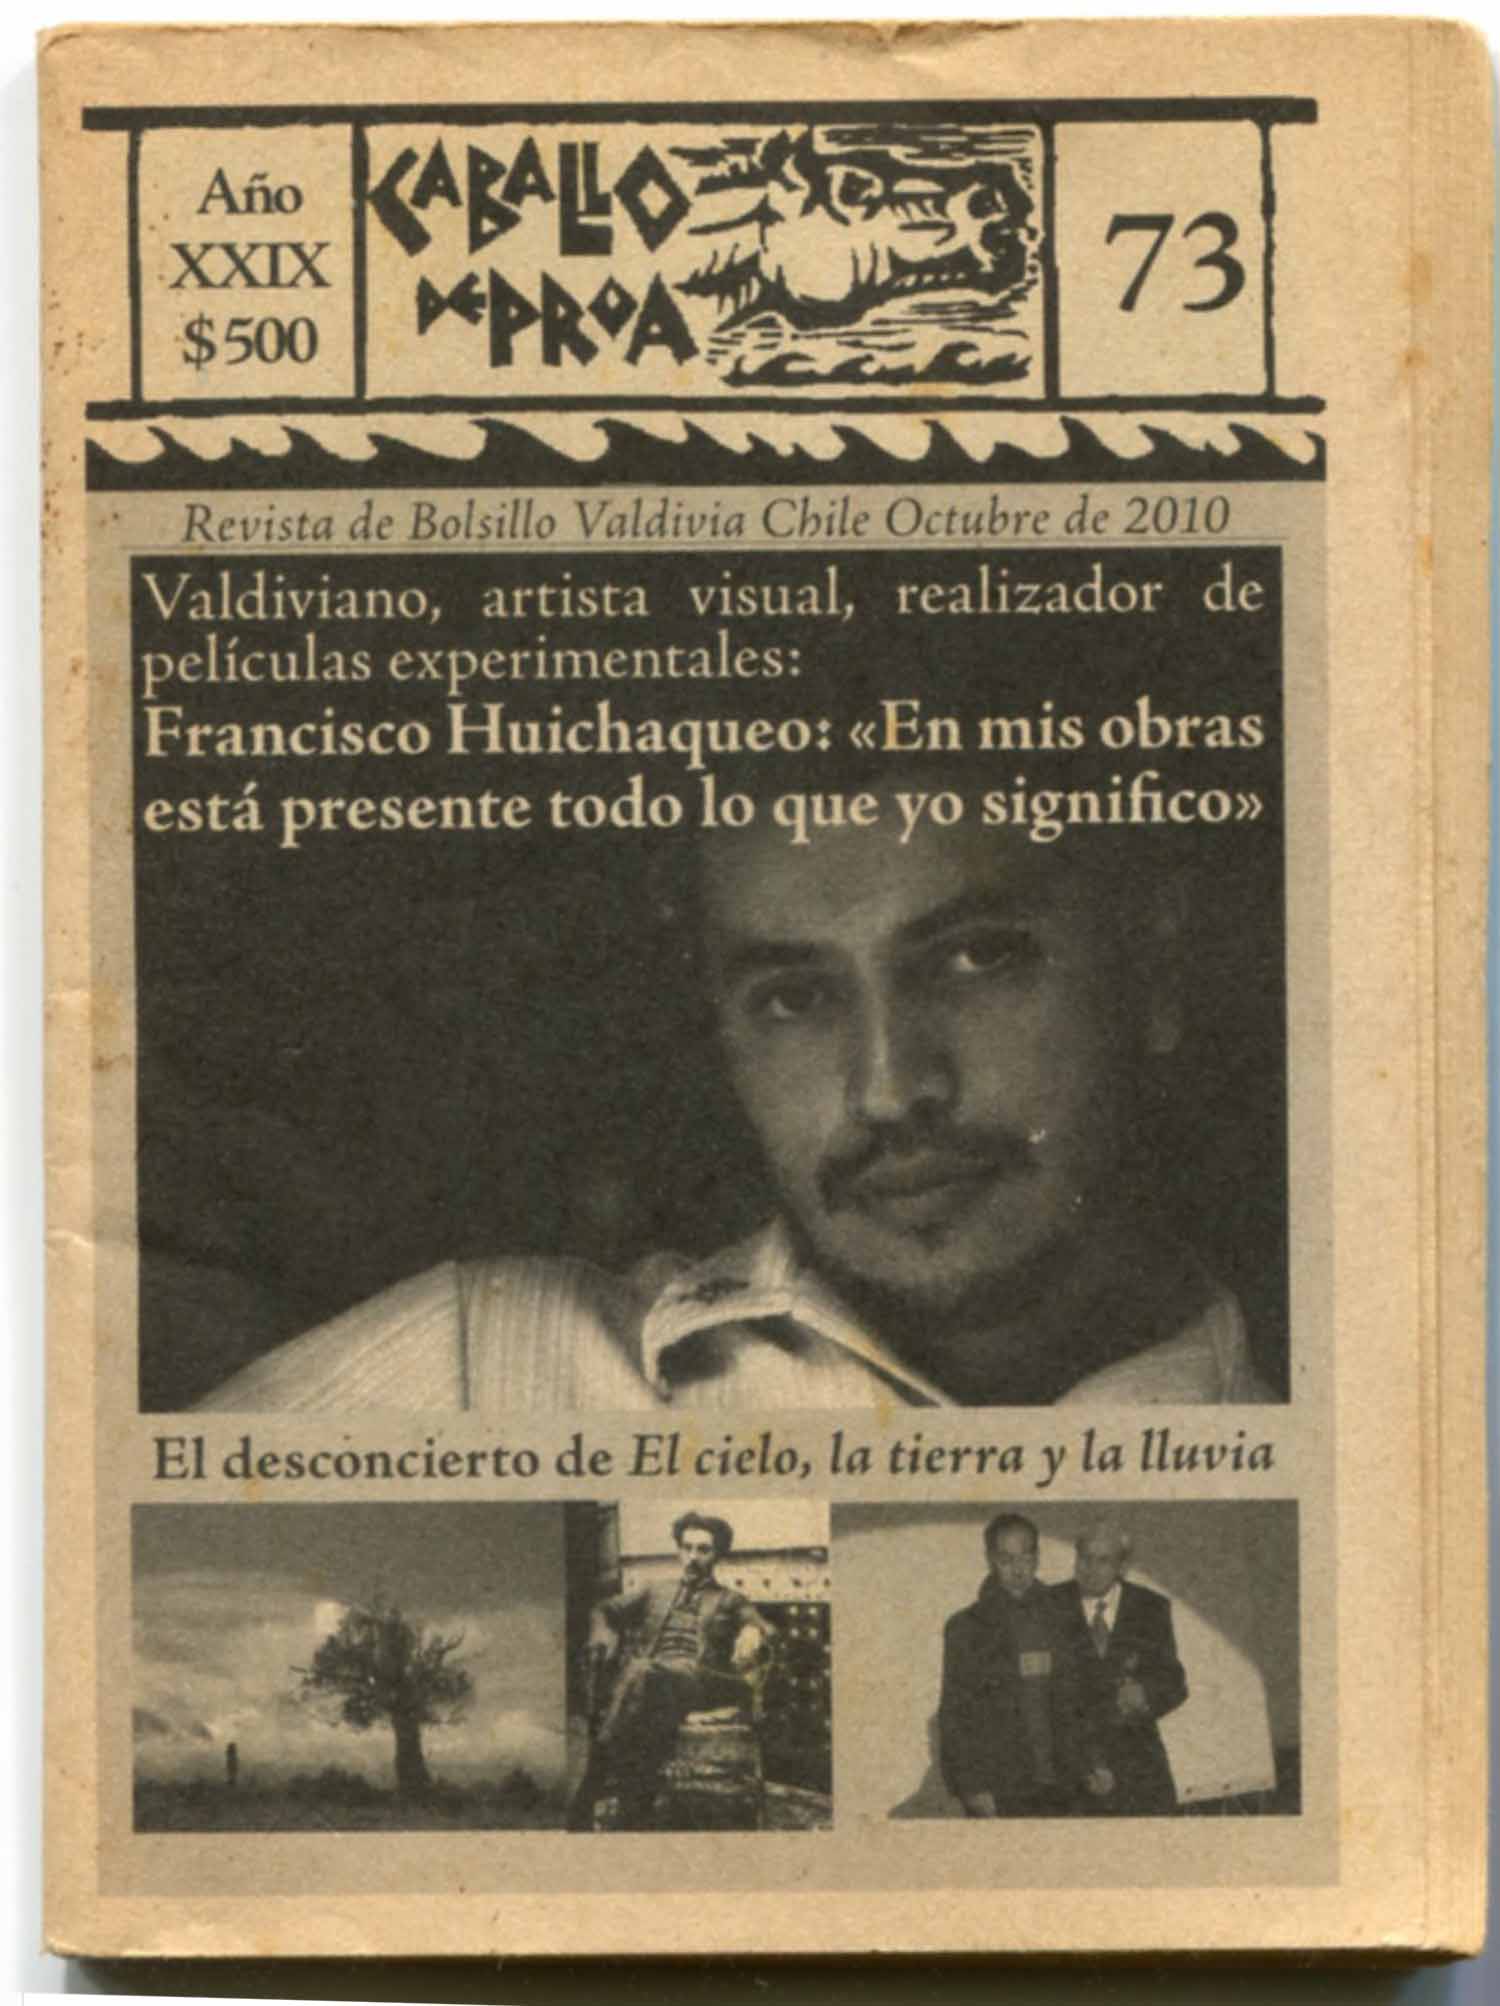 Año
XXIX
$500
CABALLO
DE PROA
73
Revista de Bolsillo Valdivia Chile Octubre de 2010
Valdiviano, artista visual, realizador de
películas experimentales:
Francisco Huichaqueo: «En mis obras
está presente todo lo que yo significo»
El desconcierto de El cielo, la tierra y la lluvia